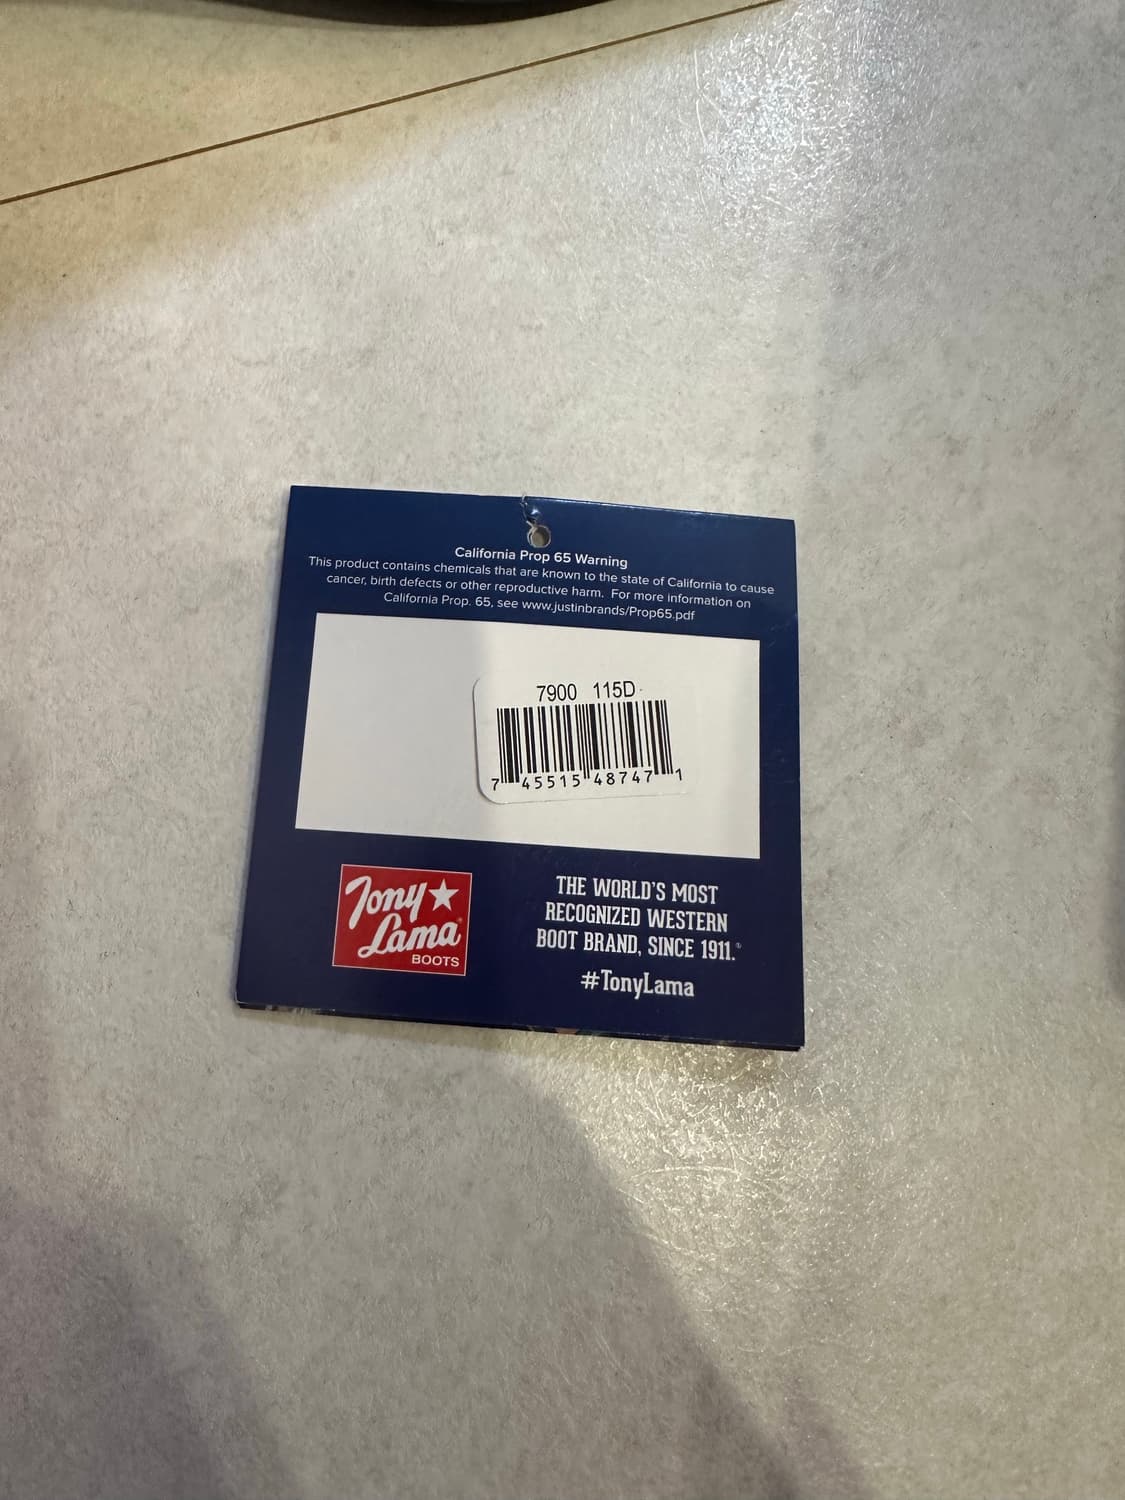 California Prop 65 Warning
This product contains chemicals that are known to the state of California to cause
cancer, birth defects or other reproductive harm. For more information on
California Prop. 65, see www.justinbrands/Prop65.pdf
7900 115D
7 45515 48747 1
Tony
Lama®
BOOTS
THE WORLD'S MOST
RECOGNIZED WESTERN
BOOT BRAND, SINCE 1911.®
#TonyLama